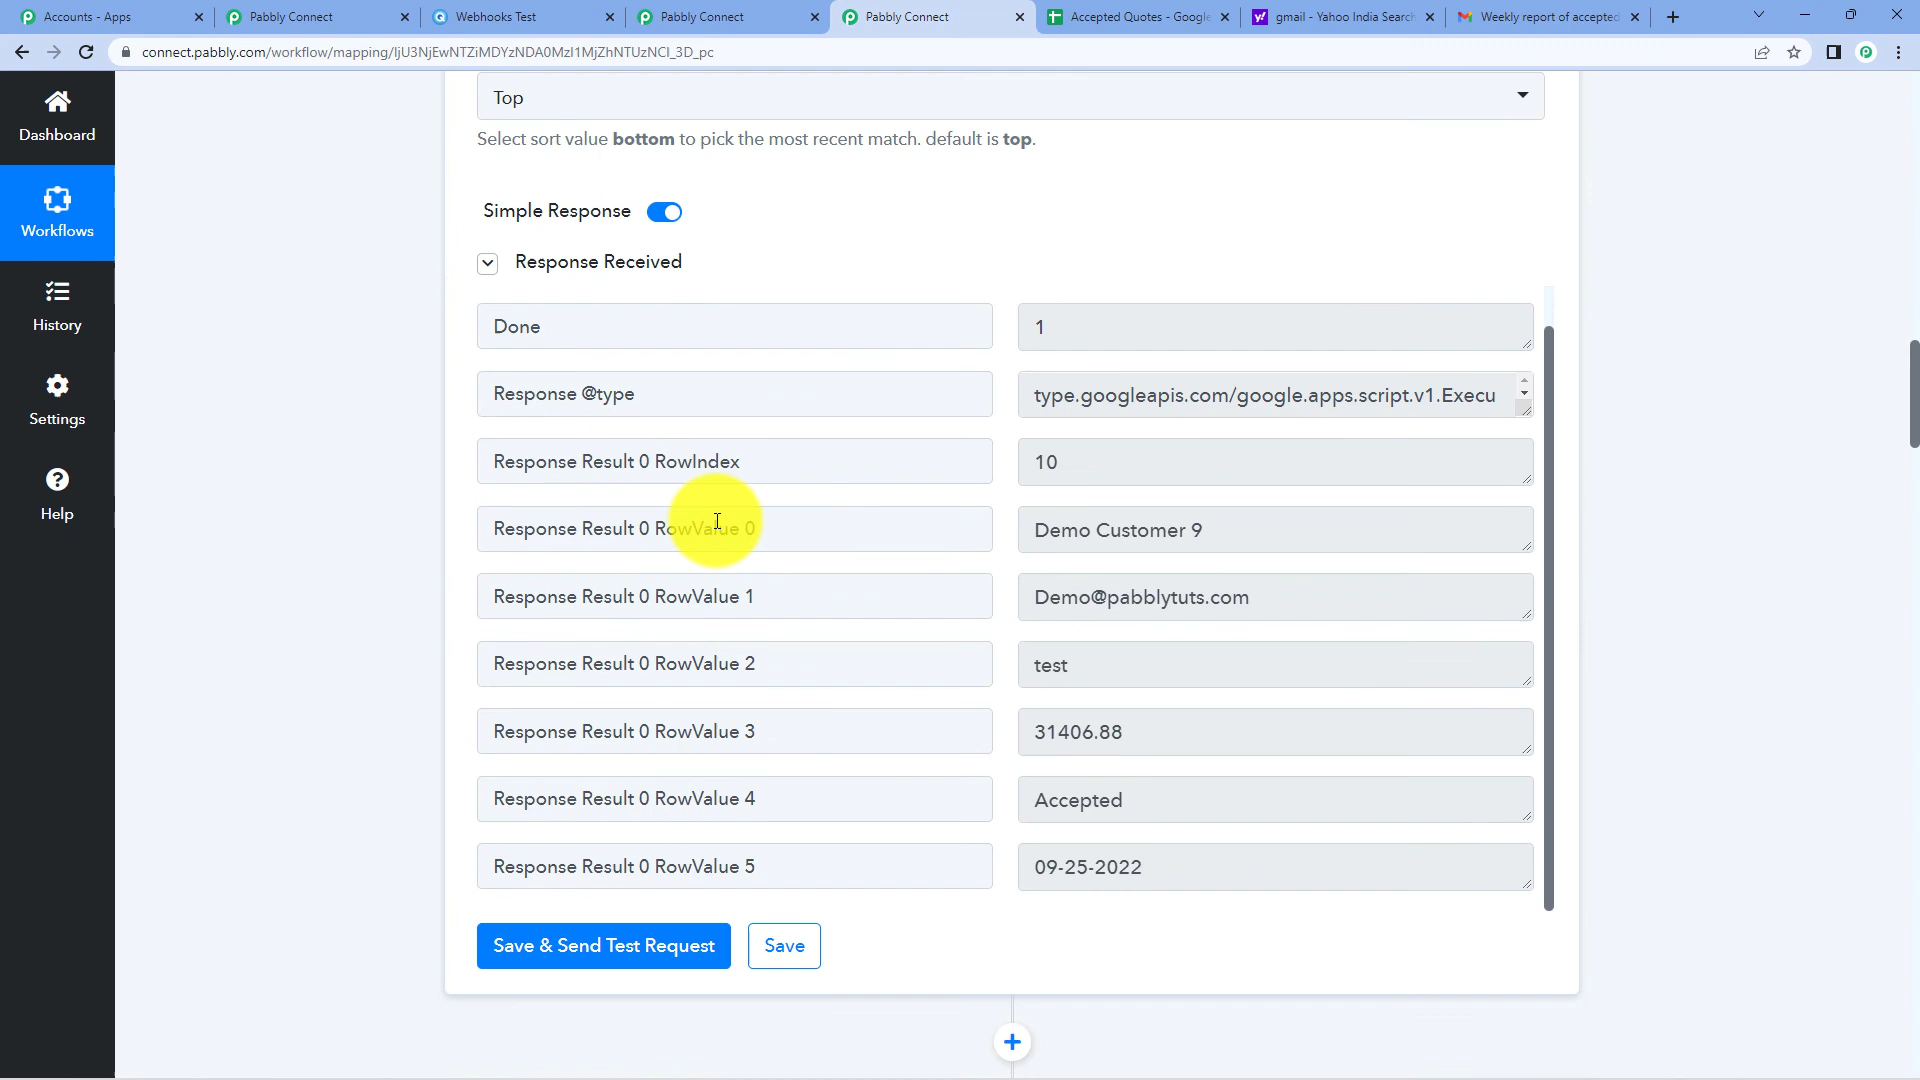 Accounts - Apps
Pabbly Connect
Webhooks Test
Pabbly Connect
Pabbly Connect
Accepted Quotes - Google
gmail - Yahoo India Search
Weekly report of accepted
connect.pabbly.com/workflow/mapping/
Dashboard
Workflows
History
Settings
Help
Top
Select sort value bottom to pick the most recent match. default is top.
Simple Response
Response Received
Done
1
Response @type
type.googleapis.com/google.apps.script.v1.Execu
Response Result 0 RowIndex
10
Response Result 0 RowValue 0
Demo Customer 9
Response Result 0 RowValue 1
Demo@pabblytuts.com
Response Result 0 RowValue 2
test
Response Result 0 RowValue 3
31406.88
Response Result 0 RowValue 4
Accepted
Response Result 0 RowValue 5
09-25-2022
Save & Send Test Request
Save